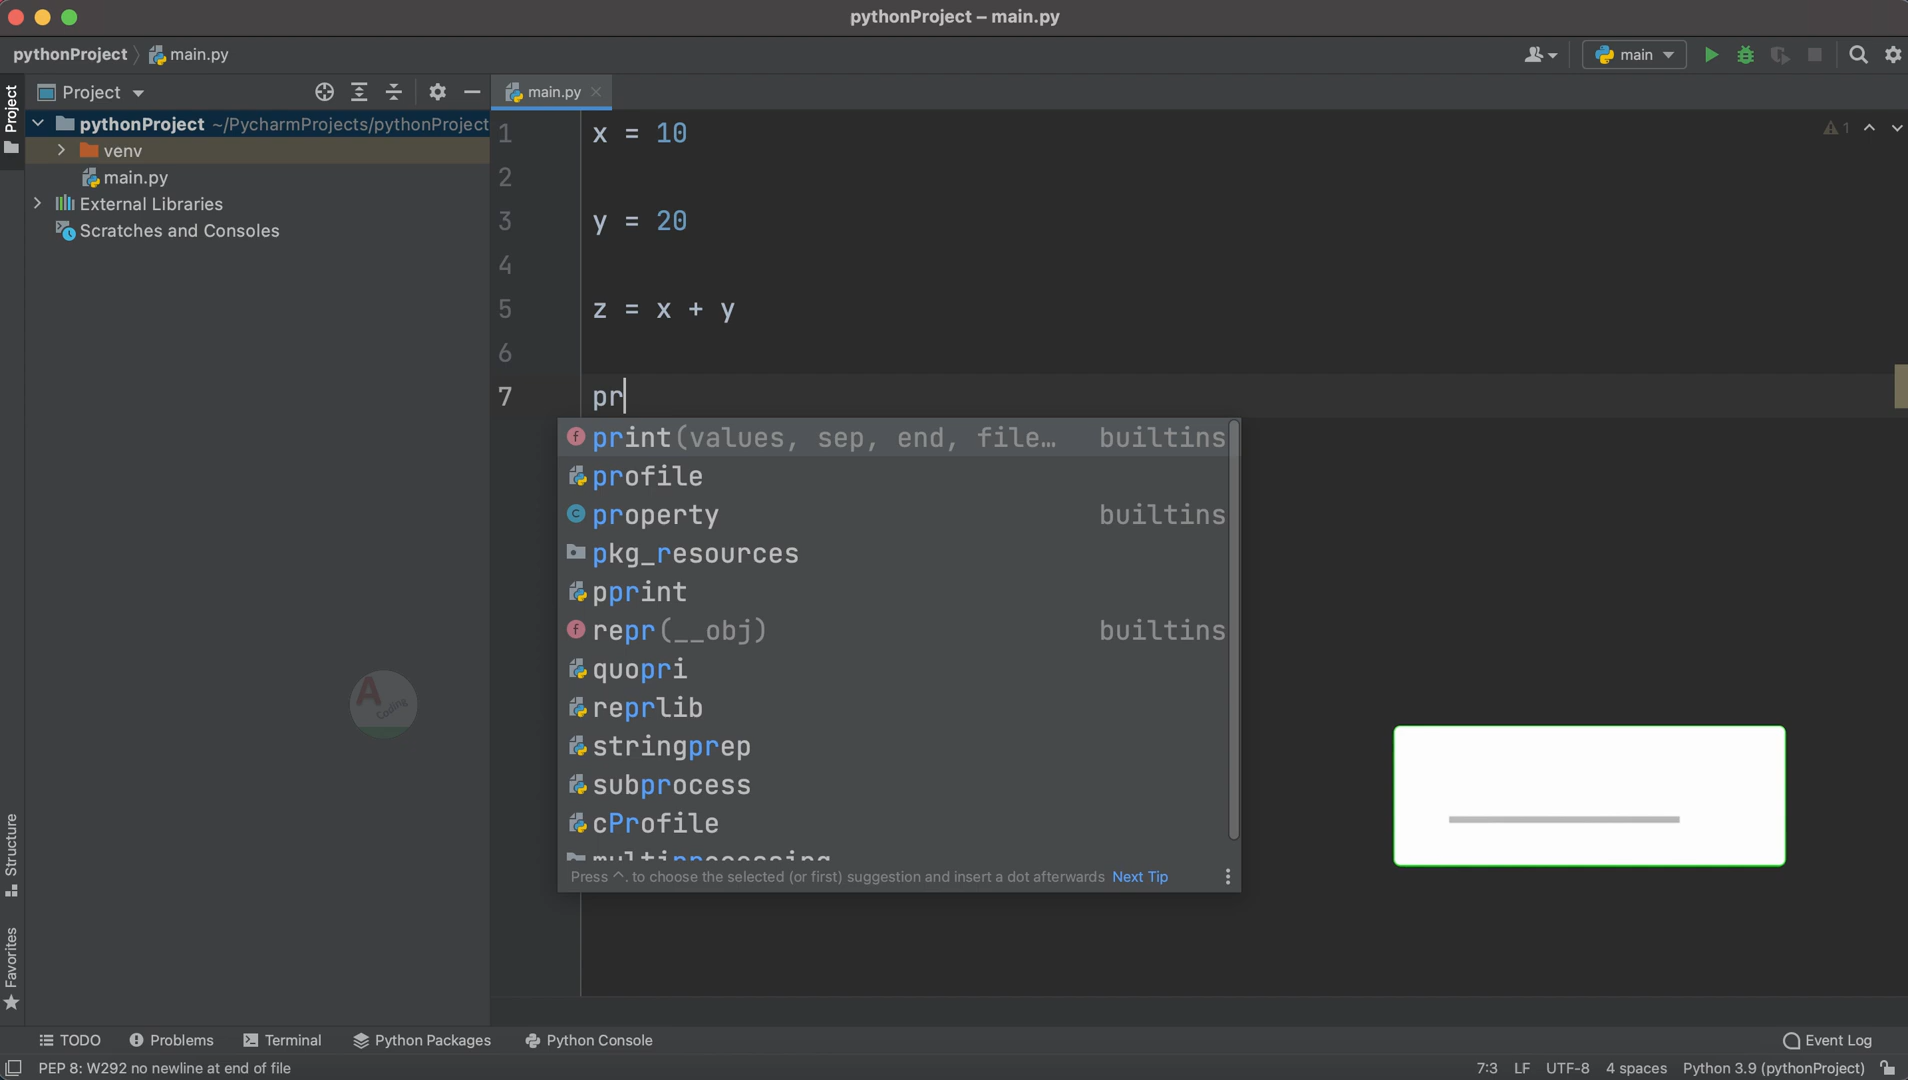 pythonProject – main.py
pythonProject
main.py
main
Project
Project
main.py
pythonProject ~/PycharmProjects/pythonProject
venv
main.py
External Libraries
Scratches and Consoles
1 x = 10
2
3 y = 20
4
5 z = x + y
6
7 pr
1
print(values, sep, end, file… builtins
profile
property builtins
pkg_resources
pprint
repr(__obj) builtins
quopri
reprlib
stringprep
subprocess
cProfile
multiprocessing
Press ^. to choose the selected (or first) suggestion and insert a dot afterwards Next Tip
A
Coding
Structure
Favorites
TODO Problems Terminal Python Packages Python Console Event Log
PEP 8: W292 no newline at end of file 7:3 LF UTF-8 4 spaces Python 3.9 (pythonProject)